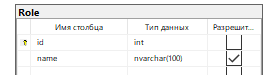 Role
Имя столбца Тип данных Разрешит...
id int
name nvarchar(100)